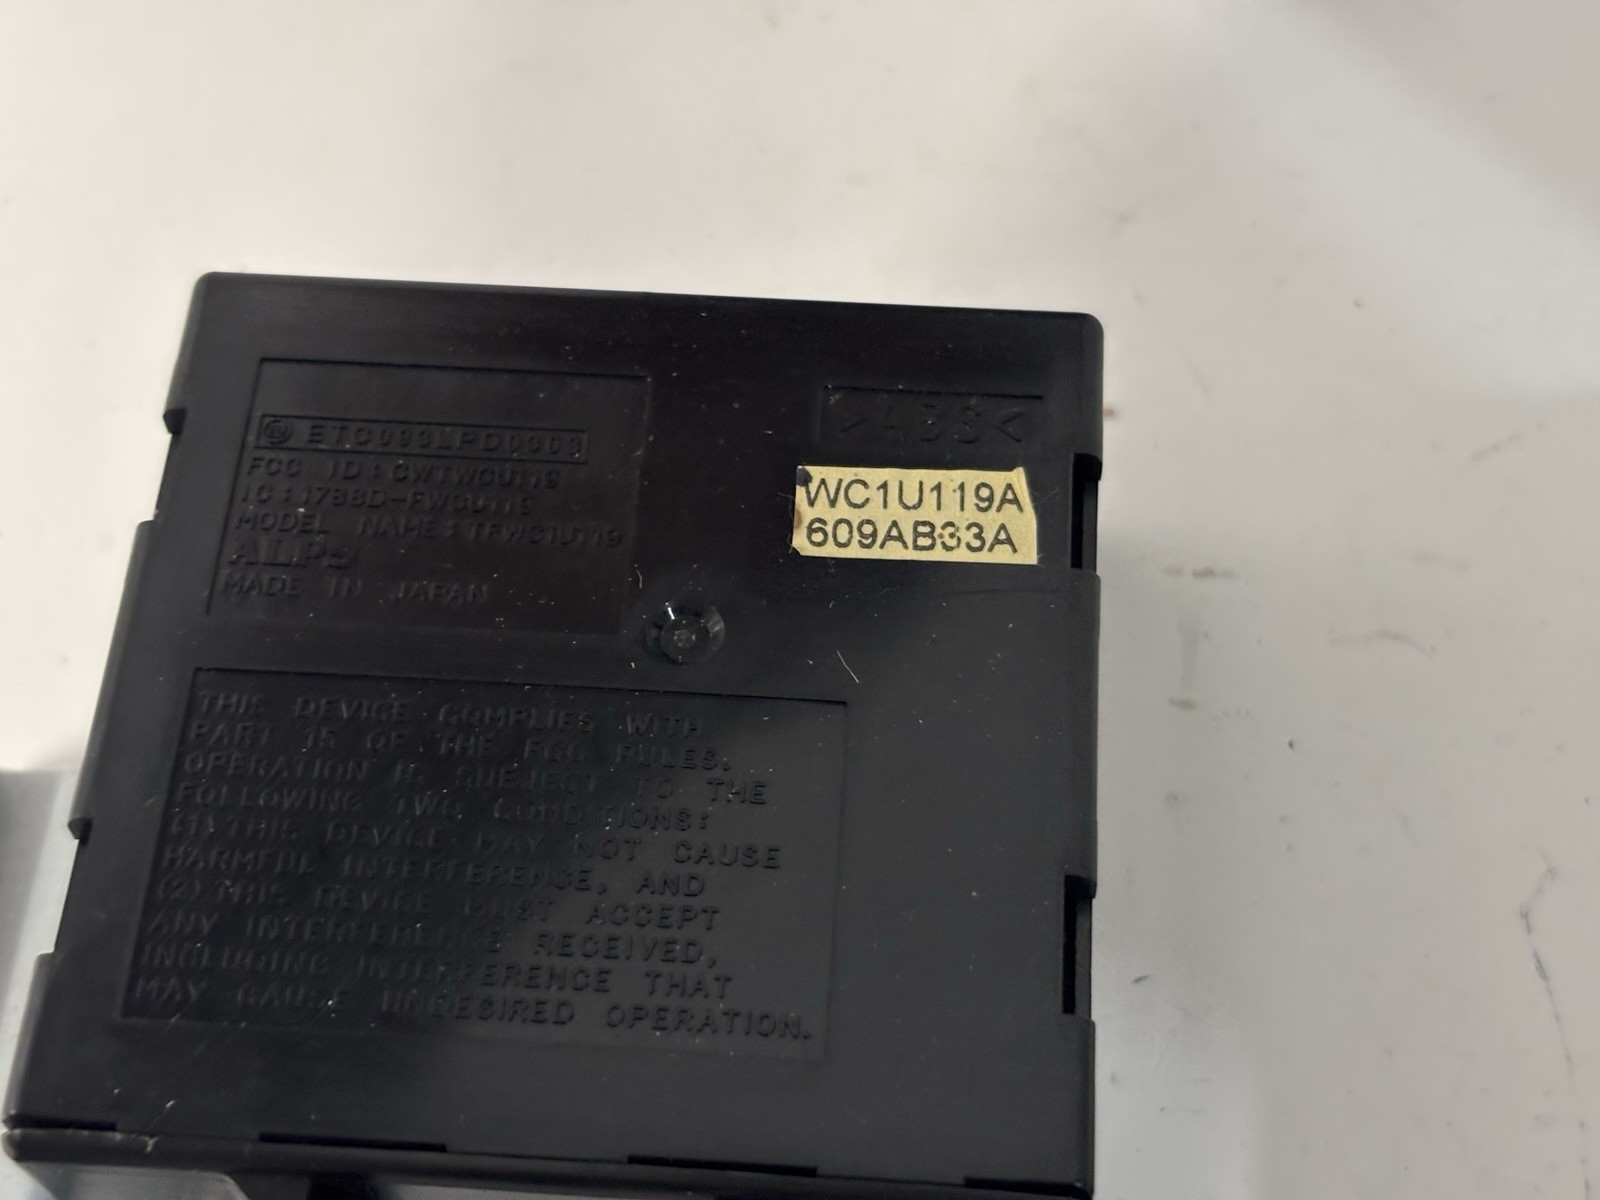 ETC093LPD0303
FCC ID:CWTWCU119
IC:1788D-FWCU119
MODEL NAME:TFWC1U119
ALPS
MADE IN JAPAN
>ABS<
WC1U119A
609AB33A
THIS DEVICE COMPLIES WITH
PART 15 OF THE FCC RULES.
OPERATION IS SUBJECT TO THE
FOLLOWING TWO CONDITIONS:
(1)THIS DEVICE MAY NOT CAUSE
HARMFUL INTERFERENCE, AND
(2)THIS DEVICE MUST ACCEPT
ANY INTERFERENCE RECEIVED,
INCLUDING INTERFERENCE THAT
MAY CAUSE UNDESIRED OPERATION.